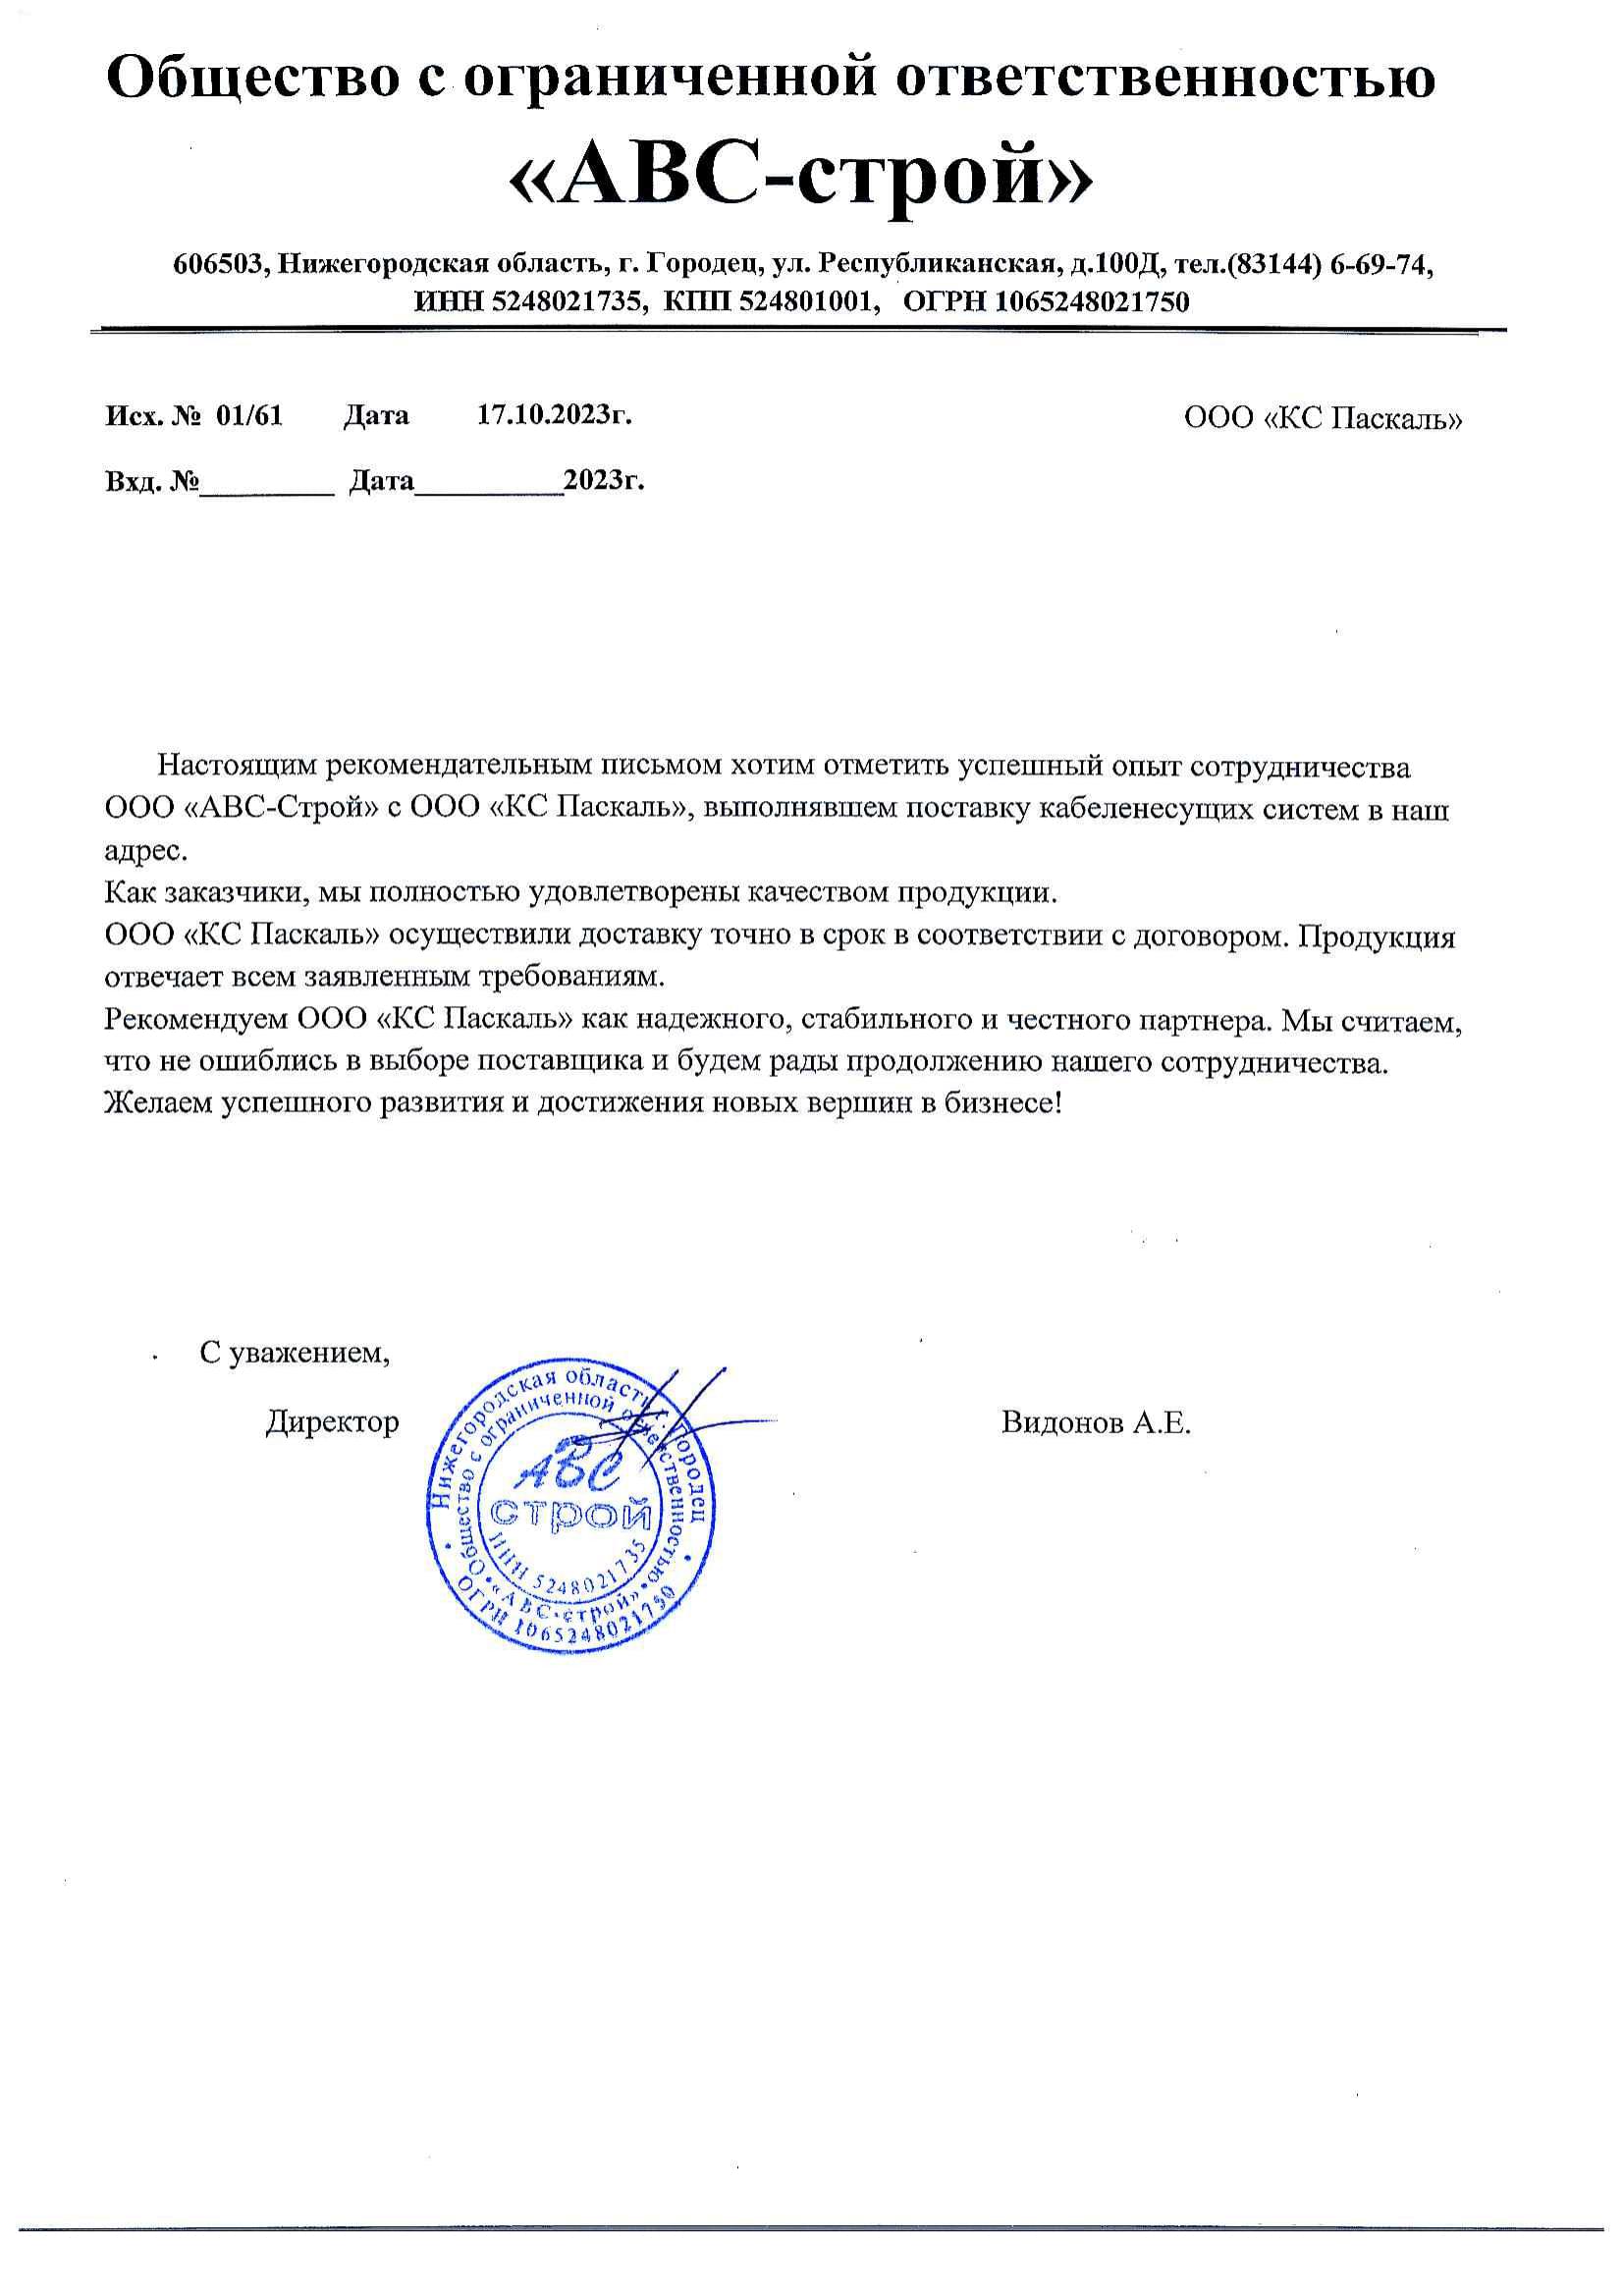 Общество с ограниченной ответственностью
«АВС-строй»
606503, Нижегородская область, г. Городец, ул. Республиканская, д.100Д, тел.(83144) 6-69-74,
ИНН 5248021735, КПП 524801001, ОГРН 1065248021750
Исх. № 01/61 Дата 17.10.2023г.
ООО «КС Паскаль»
Вхд. №_________ Дата__________2023г.
Настоящим рекомендательным письмом хотим отметить успешный опыт сотрудничества
ООО «АВС-Строй» с ООО «КС Паскаль», выполнявшем поставку кабеленесущих систем в наш
адрес.
Как заказчики, мы полностью удовлетворены качеством продукции.
ООО «КС Паскаль» осуществили доставку точно в срок в соответствии с договором. Продукция
отвечает всем заявленным требованиям.
Рекомендуем ООО «КС Паскаль» как надежного, стабильного и честного партнера. Мы считаем,
что не ошиблись в выборе поставщика и будем рады продолжению нашего сотрудничества.
Желаем успешного развития и достижения новых вершин в бизнесе!
С уважением,
Директор
Видонов А.Е.
Нижегородская область г. Городец
Общество с ограниченной ответственностью
АВС
строй
ИНН 5248021735
«АВС-строй»
ОГРН 1065248021750